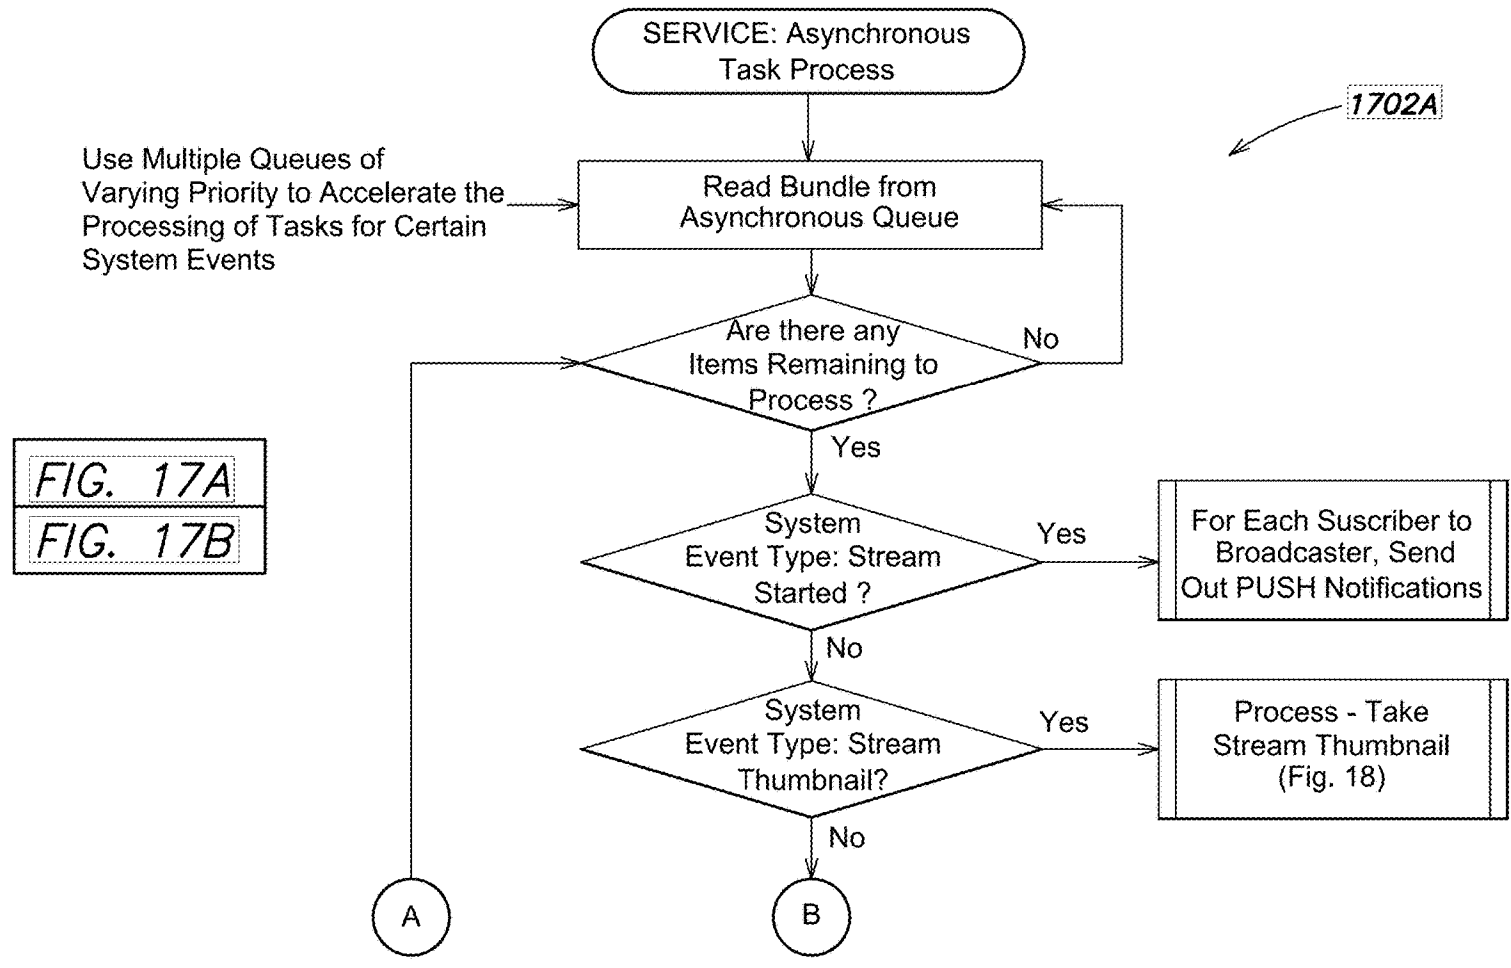 SERVICE: Asynchronous
Task Process
1702A
Use Multiple Queues of
Varying Priority to Accelerate the
Processing of Tasks for Certain
System Events
Read Bundle from
Asynchronous Queue
Are there any
Items Remaining to
Process ?
No
Yes
FIG. 17A
FIG. 17B
System
Event Type: Stream
Started ?
Yes
For Each Suscriber to
Broadcaster, Send
Out PUSH Notifications
No
System
Event Type: Stream
Thumbnail?
Yes
Process - Take
Stream Thumbnail
(Fig. 18)
No
A
B